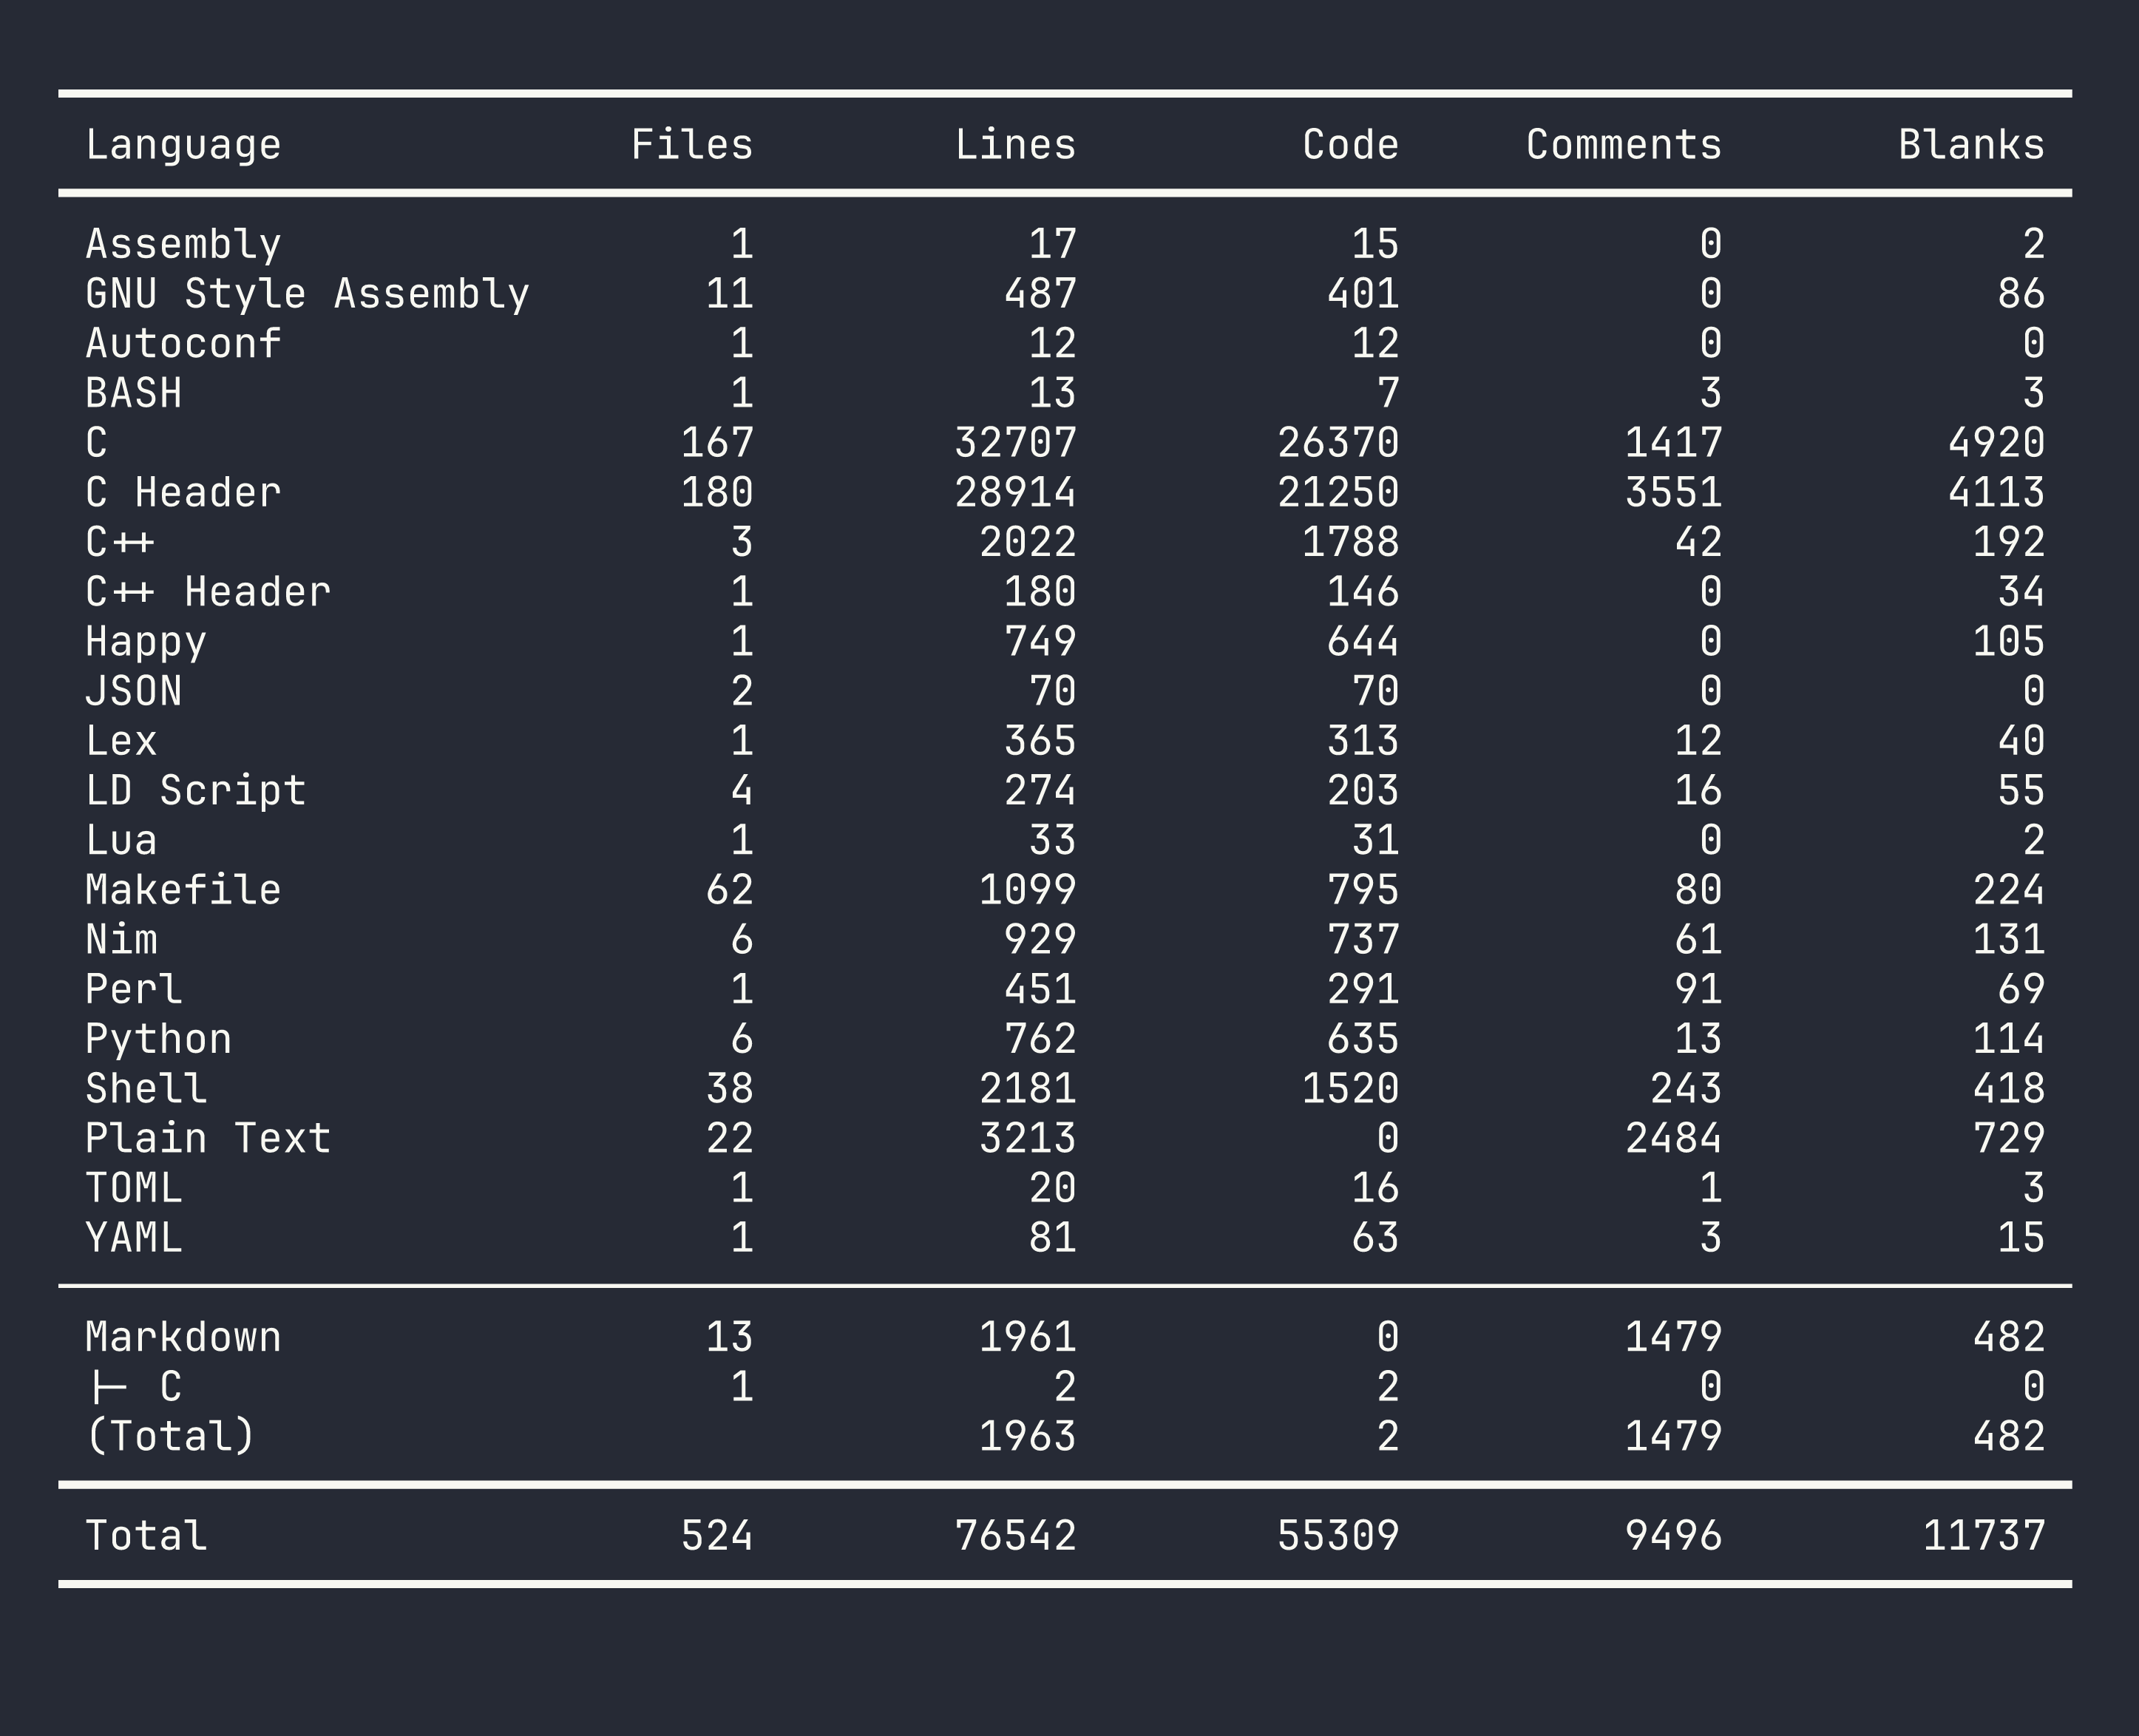 Language Files Lines Code Comments Blanks
Assembly 1 17 15 0 2
GNU Style Assembly 11 487 401 0 86
Autoconf 1 12 12 0 0
BASH 1 13 7 3 3
C 167 32707 26370 1417 4920
C Header 180 28914 21250 3551 4113
C++ 3 2022 1788 42 192
C++ Header 1 180 146 0 34
Happy 1 749 644 0 105
JSON 2 70 70 0 0
Lex 1 365 313 12 40
LD Script 4 274 203 16 55
Lua 1 33 31 0 2
Makefile 62 1099 795 80 224
Nim 6 929 737 61 131
Perl 1 451 291 91 69
Python 6 762 635 13 114
Shell 38 2181 1520 243 418
Plain Text 22 3213 0 2484 729
TOML 1 20 16 1 3
YAML 1 81 63 3 15
Markdown 13 1961 0 1479 482
|- C 1 2 2 0 0
(Total) 1963 2 1479 482
Total 524 76542 55309 9496 11737